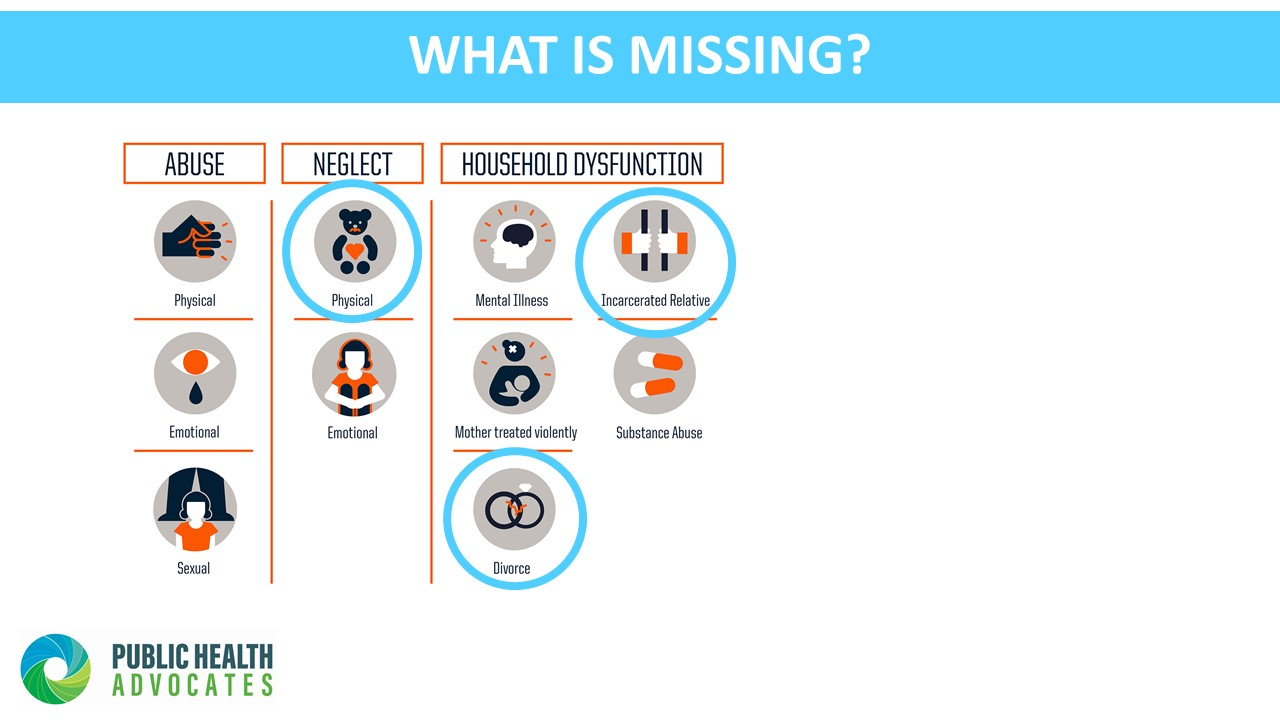 WHAT IS MISSING?
ABUSE
NEGLECT
HOUSEHOLD DYSFUNCTION
Physical
Physical
Mental Illness
Incarcerated Relative
Emotional
Emotional
Mother treated violently
Substance Abuse
Sexual
Divorce
PUBLIC HEALTH
ADVOCATES